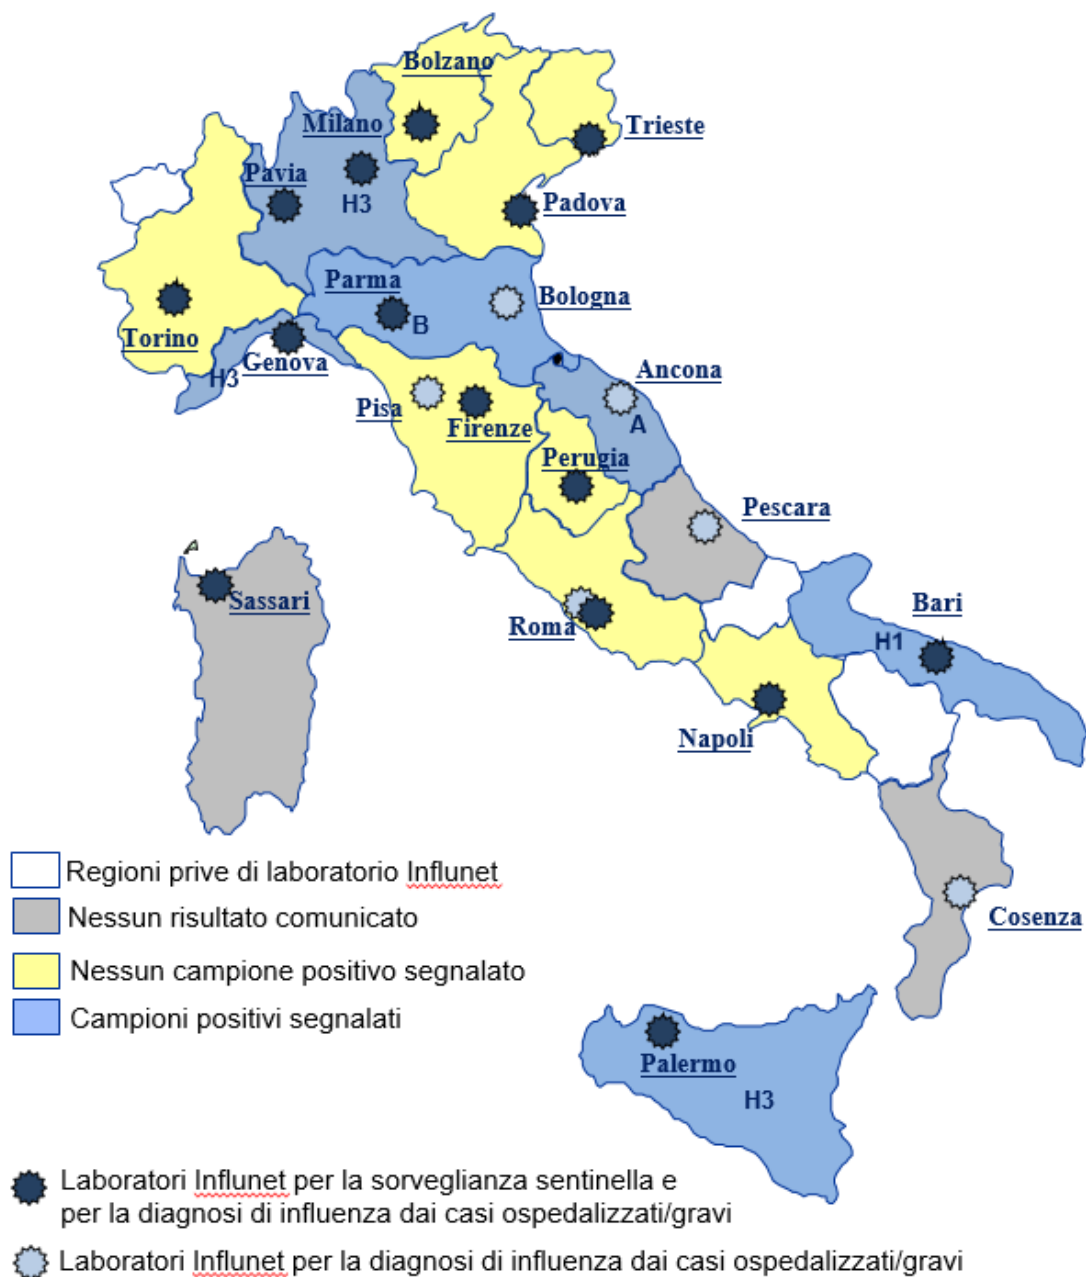 Bolzano
Milano
Trieste
Pavia
H3
Padova
Parma
Bologna
B
Torino
Genova
H3
Ancona
A
Pisa
Firenze
Perugia
Pescara
Sassari
Roma
Bari
H1
Napoli
Regioni prive di laboratorio Influnet
Nessun risultato comunicato
Cosenza
Nessun campione positivo segnalato
Campioni positivi segnalati
Palermo
H3
Laboratori Influnet per la sorveglianza sentinella e
per la diagnosi di influenza dai casi ospedalizzati/gravi
Laboratori Influnet per la diagnosi di influenza dai casi ospedalizzati/gravi